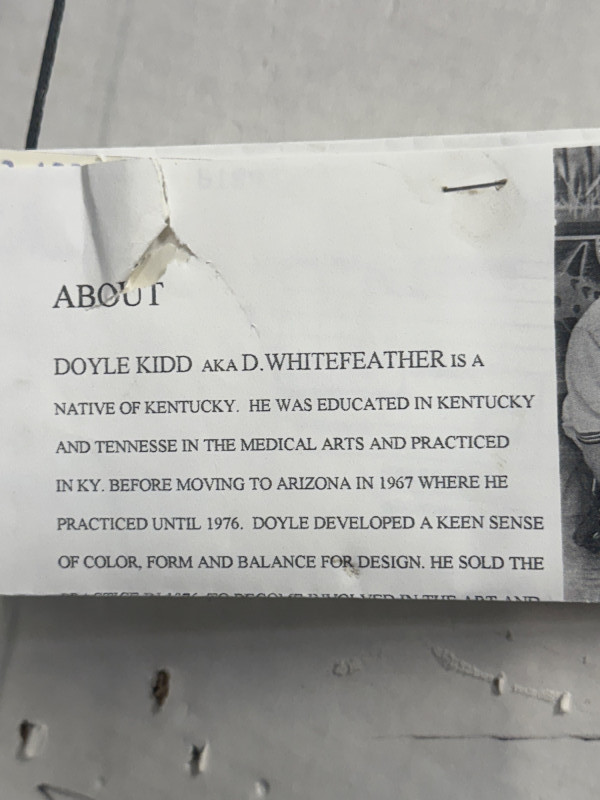 ABOUT
DOYLE KIDD AKA D.WHITEFEATHER IS A
NATIVE OF KENTUCKY. HE WAS EDUCATED IN KENTUCKY
AND TENNESSE IN THE MEDICAL ARTS AND PRACTICED
IN KY. BEFORE MOVING TO ARIZONA IN 1967 WHERE HE
PRACTICED UNTIL 1976. DOYLE DEVELOPED A KEEN SENSE
OF COLOR, FORM AND BALANCE FOR DESIGN. HE SOLD THE